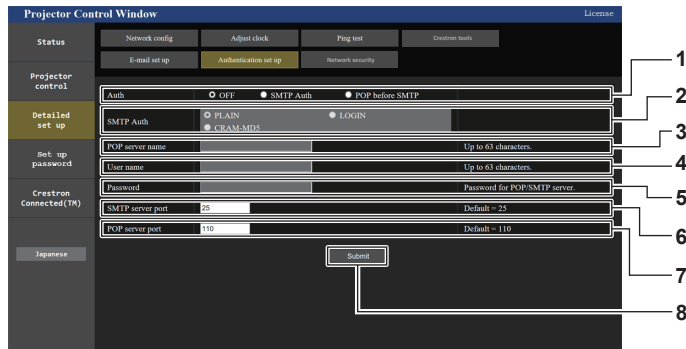 Projector Control Window License
Status Network config Adjust clock Ping test Crestron tools
E-mail set up Authentication set up Network security
Projector
control
1
Auth OFF SMTP Auth POP before SMTP
2
Detailed
set up
SMTP Auth PLAIN LOGIN
CRAM-MD5
3
POP server name Up to 63 characters.
Set up
password
4
User name Up to 63 characters.
5
Password Password for POP/SMTP server.
Crestron
Connected(TM)
6
SMTP server port 25 Default = 25
7
POP server port 110 Default = 110
Japanese
Submit
8